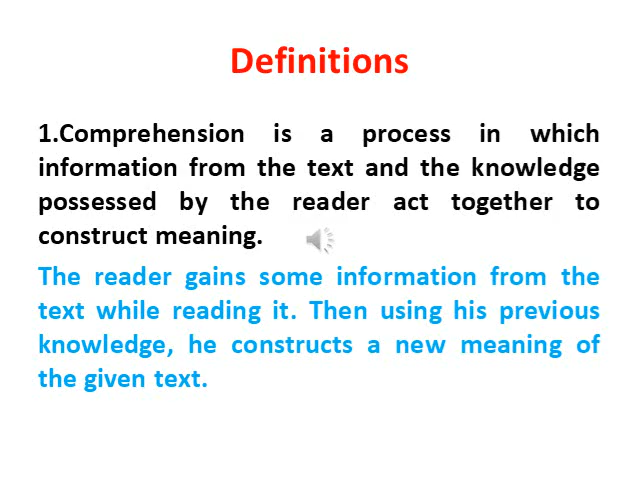 Definitions
1.Comprehension is a process in which
information from the text and the knowledge
possessed by the reader act together to
construct meaning.
The reader gains some information from the
text while reading it. Then using his previous
knowledge, he constructs a new meaning of
the given text.